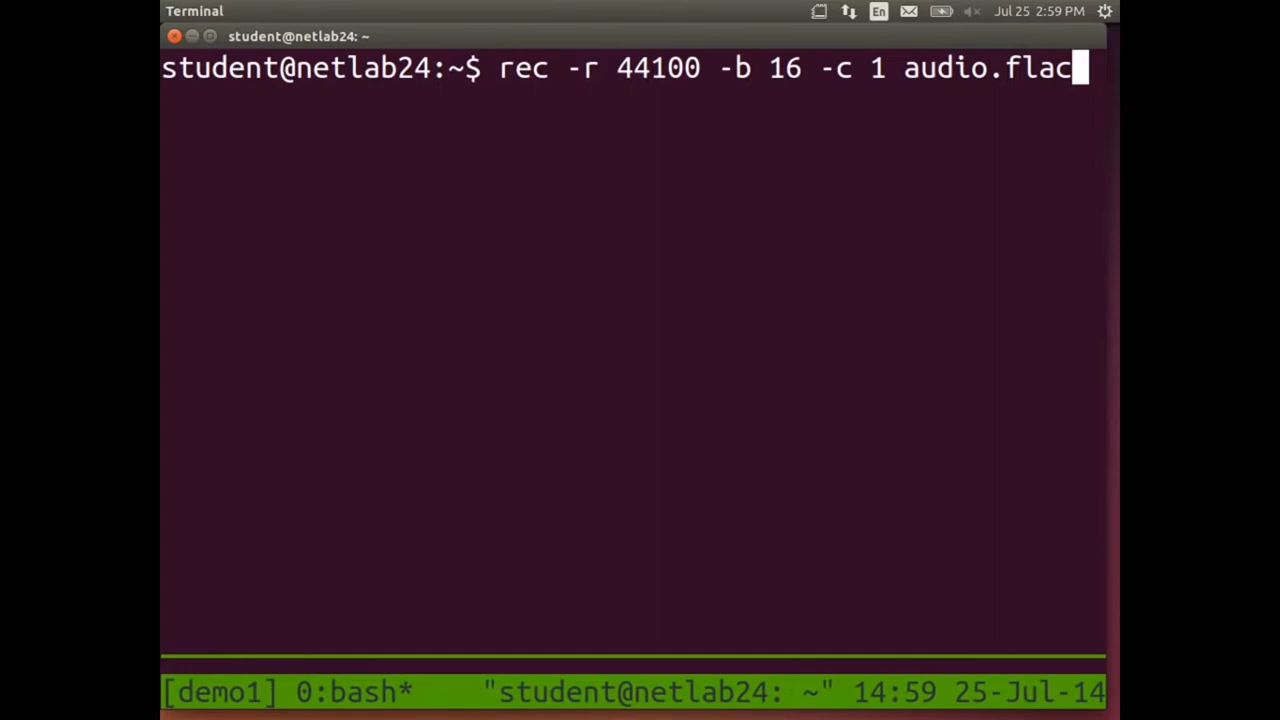 Terminal
En
Jul 25 2:59 PM
student@netlab24: ~
student@netlab24:~$ rec -r 44100 -b 16 -c 1 audio.flac
[demo1] 0:bash* "student@netlab24: ~" 14:59 25-Jul-14